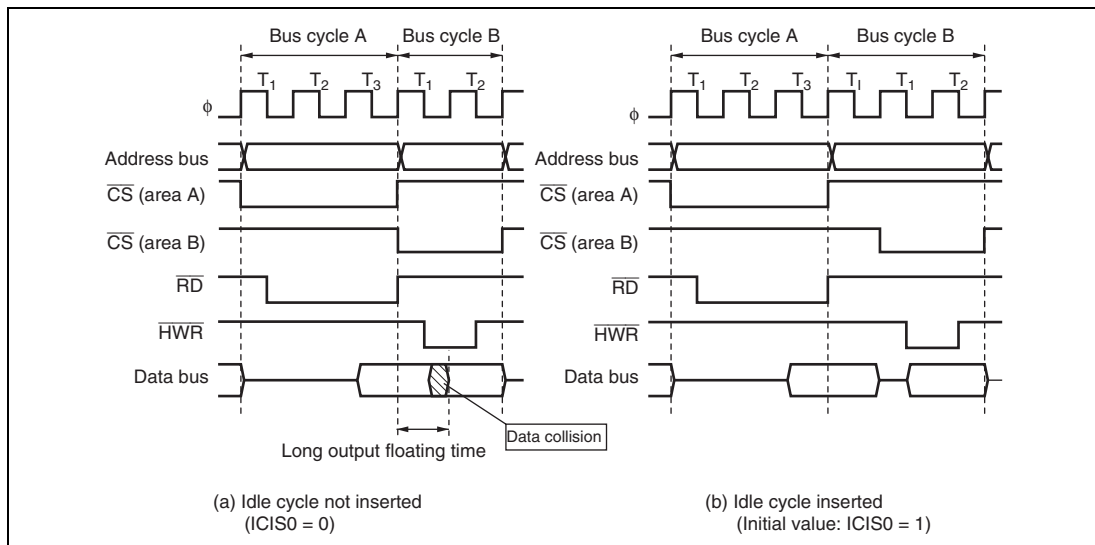 Bus cycle A Bus cycle B
T1 T2 T3 T1 T2
ϕ
Address bus
CS (area A)
CS (area B)
RD
HWR
Data bus
Data collision
Long output floating time
(a) Idle cycle not inserted
(ICIS0 = 0)
Bus cycle A Bus cycle B
T1 T2 T3 TI T1 T2
ϕ
Address bus
CS (area A)
CS (area B)
RD
HWR
Data bus
(b) Idle cycle inserted
(Initial value: ICIS0 = 1)